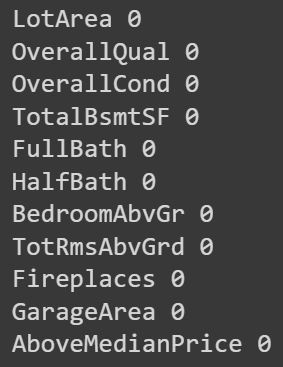 LotArea 0
OverallQual 0
OverallCond 0
TotalBsmtSF 0
FullBath 0
HalfBath 0
BedroomAbvGr 0
TotRmsAbvGrd 0
Fireplaces 0
GarageArea 0
AboveMedianPrice 0